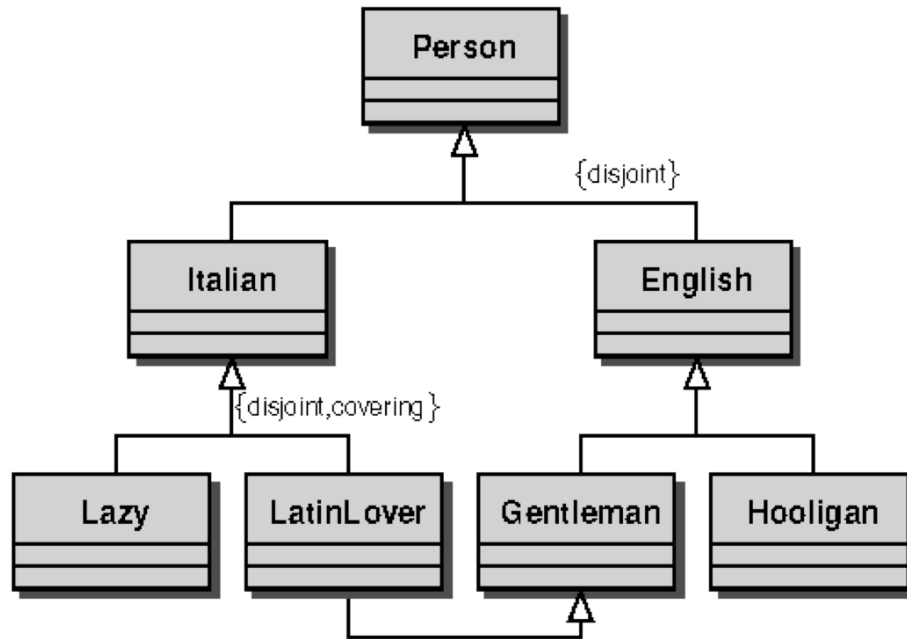 Person
{disjoint}
Italian
English
{disjoint,covering}
Lazy
LatinLover
Gentleman
Hooligan